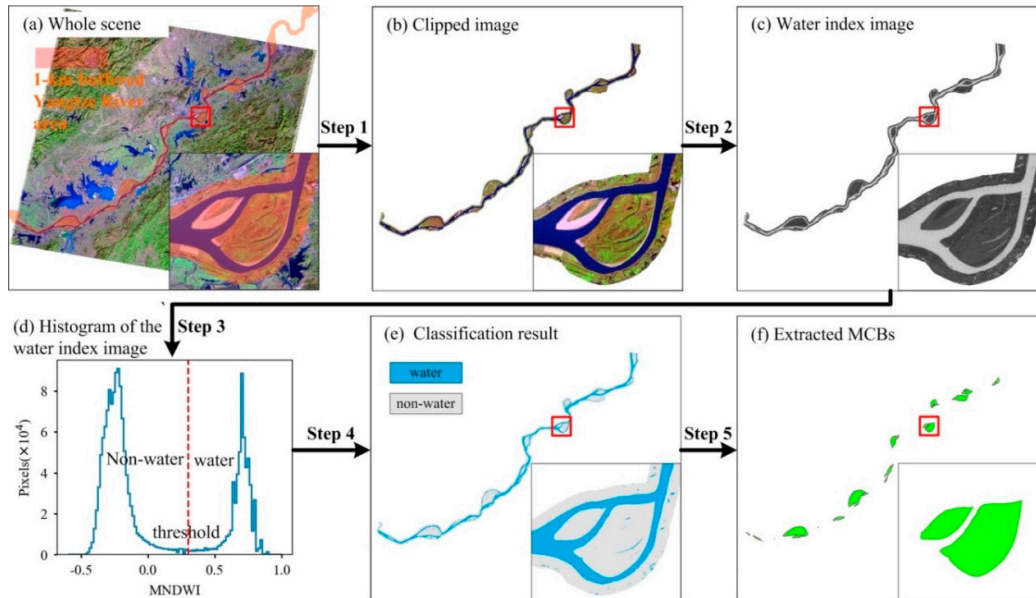 (a) Whole scene
1-km buffered
Yangtze River
area
Step 1
(b) Clipped image
Step 2
(c) Water index image
Step 3
(d) Histogram of the
water index image
Pixels(×10⁴)
8
6
4
2
0
Non-water
water
threshold
-0.5
0.0
0.5
1.0
MNDWI
Step 4
(e) Classification result
water
non-water
Step 5
(f) Extracted MCBs